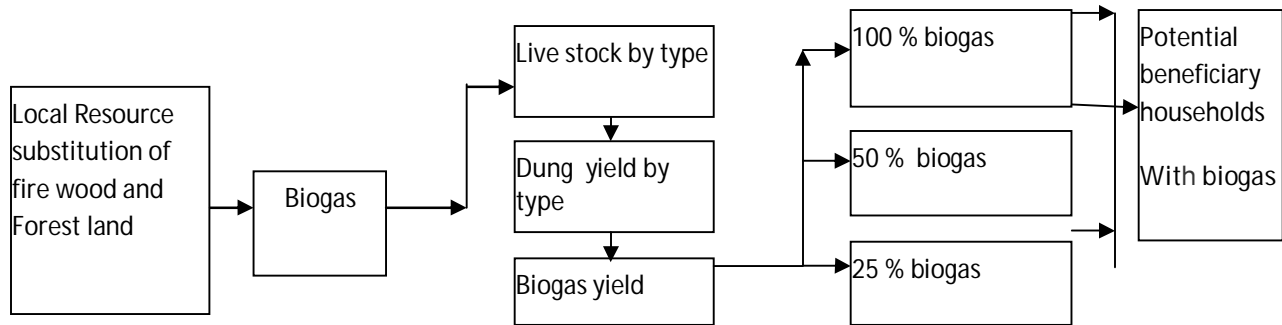 Local Resource
substitution of
fire wood and
Forest land
Biogas
Live stock by type
Dung yield by
type
Biogas yield
100 % biogas
50 % biogas
25 % biogas
Potential
beneficiary
households
With biogas